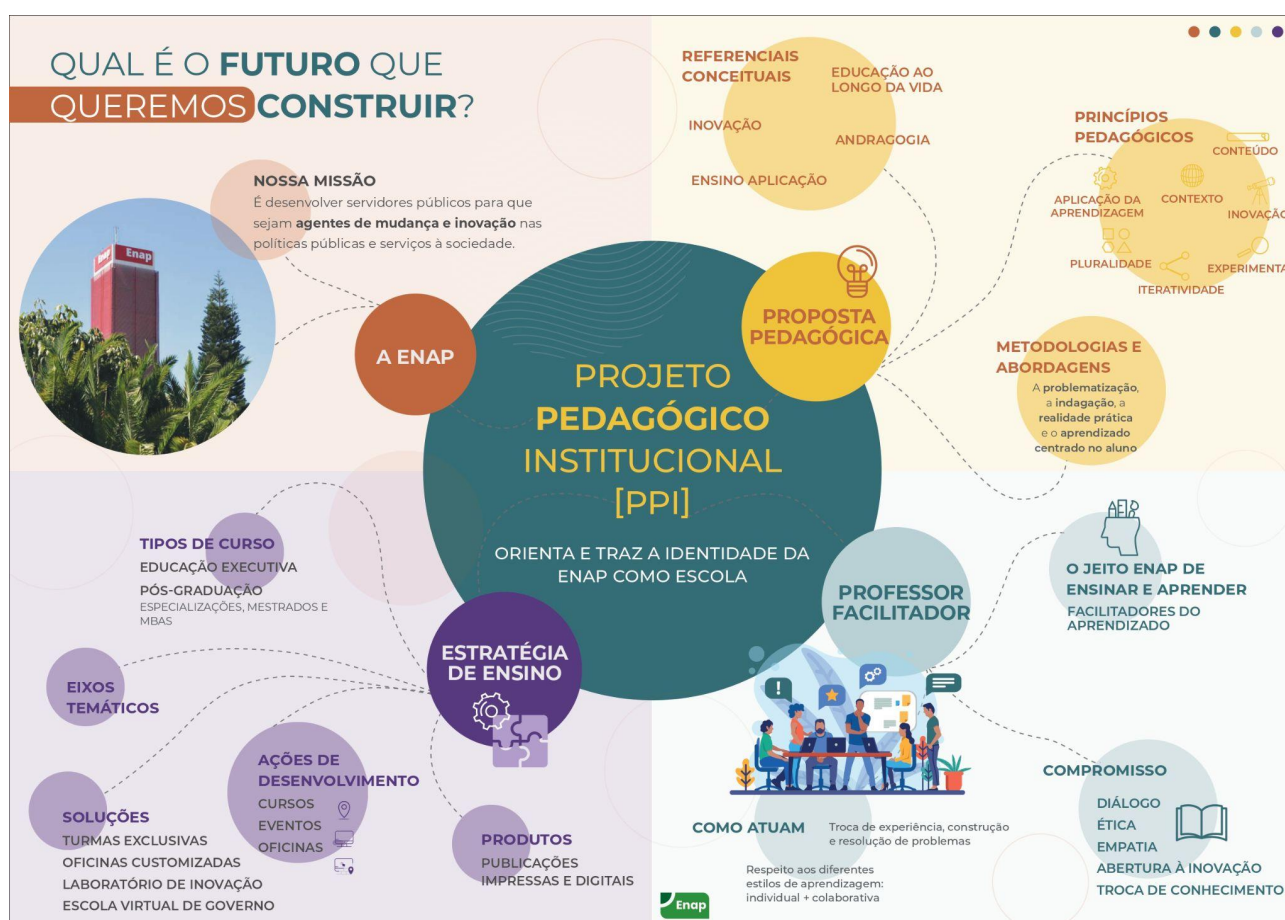 QUAL É O FUTURO QUE
QUEREMOS CONSTRUIR?
NOSSA MISSÃO
É desenvolver servidores públicos para que
sejam agentes de mudança e inovação nas
políticas públicas e serviços à sociedade.
Enap
Enap
A ENAP
REFERENCIAIS
CONCEITUAIS
EDUCAÇÃO AO
LONGO DA VIDA
INOVAÇÃO
ANDRAGOGIA
ENSINO APLICAÇÃO
PRINCÍPIOS
PEDAGÓGICOS
CONTEÚDO
APLICAÇÃO DA
APRENDIZAGEM
CONTEXTO
INOVAÇÃO
PLURALIDADE
EXPERIMENTA
ITERATIVIDADE
PROPOSTA
PEDAGÓGICA
METODOLOGIAS E
ABORDAGENS
A problematização,
a indagação, a
realidade prática
e o aprendizado
centrado no aluno
PROJETO
PEDAGÓGICO
INSTITUCIONAL
[PPI]
ORIENTA E TRAZ A IDENTIDADE DA
ENAP COMO ESCOLA
TIPOS DE CURSO
EDUCAÇÃO EXECUTIVA
PÓS-GRADUAÇÃO
ESPECIALIZAÇÕES, MESTRADOS E
MBAS
ESTRATÉGIA
DE ENSINO
EIXOS
TEMÁTICOS
AÇÕES DE
DESENVOLVIMENTO
CURSOS
EVENTOS
OFICINAS
SOLUÇÕES
TURMAS EXCLUSIVAS
OFICINAS CUSTOMIZADAS
LABORATÓRIO DE INOVAÇÃO
ESCOLA VIRTUAL DE GOVERNO
PRODUTOS
PUBLICAÇÕES
IMPRESSAS E DIGITAIS
PROFESSOR
FACILITADOR
O JEITO ENAP DE
ENSINAR E APRENDER
FACILITADORES DO
APRENDIZADO
COMO ATUAM
Troca de experiência, construção
e resolução de problemas
Respeito aos diferentes
estilos de aprendizagem:
individual + colaborativa
COMPROMISSO
DIÁLOGO
ÉTICA
EMPATIA
ABERTURA À INOVAÇÃO
TROCA DE CONHECIMENTO
Enap